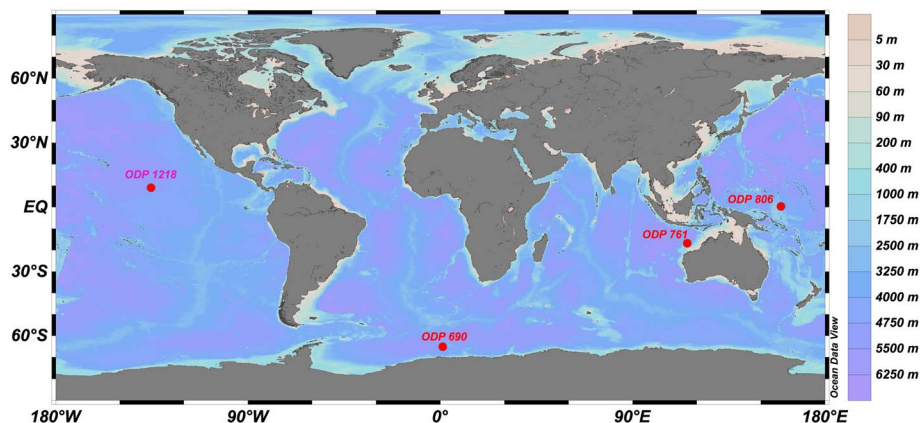 60°N
30°N
EQ
30°S
60°S
180°W
90°W
0°
90°E
180°E
ODP 1218
ODP 806
ODP 761
ODP 690
Ocean Data View
5 m
30 m
60 m
90 m
200 m
400 m
1000 m
1750 m
2500 m
3250 m
4000 m
4750 m
5500 m
6250 m